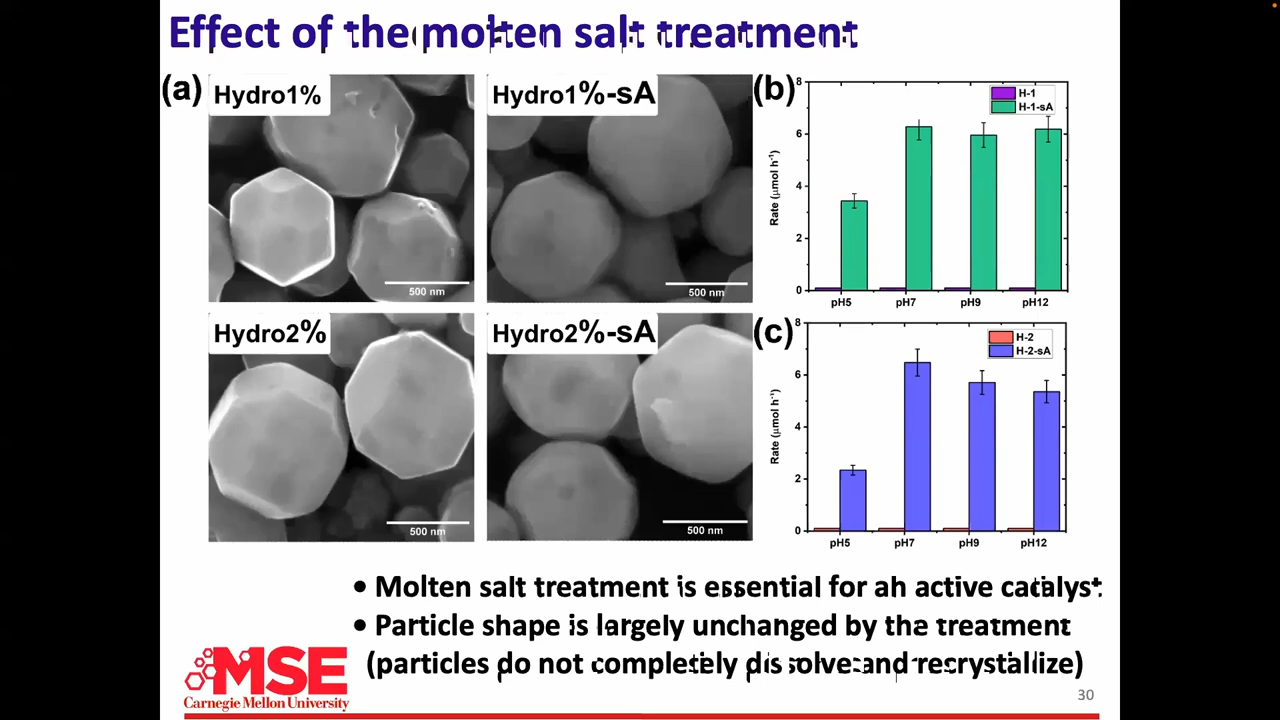 Effect of the molten salt treatment
(a)
Hydro1%
500 nm
Hydro1%-sA
500 nm
Hydro2%
500 nm
Hydro2%-sA
500 nm
(b)
H-1
H-1-sA
Rate (μmol h⁻¹)
8
6
4
2
0
pH5 pH7 pH9 pH12
(c)
H-2
H-2-sA
Rate (μmol h⁻¹)
8
6
4
2
0
pH5 pH7 pH9 pH12
• Molten salt treatment is essential for an active catalyst
• Particle shape is largely unchanged by the treatment
(particles do not completely dissolve and recrystallize)
MSE
Carnegie Mellon University
30